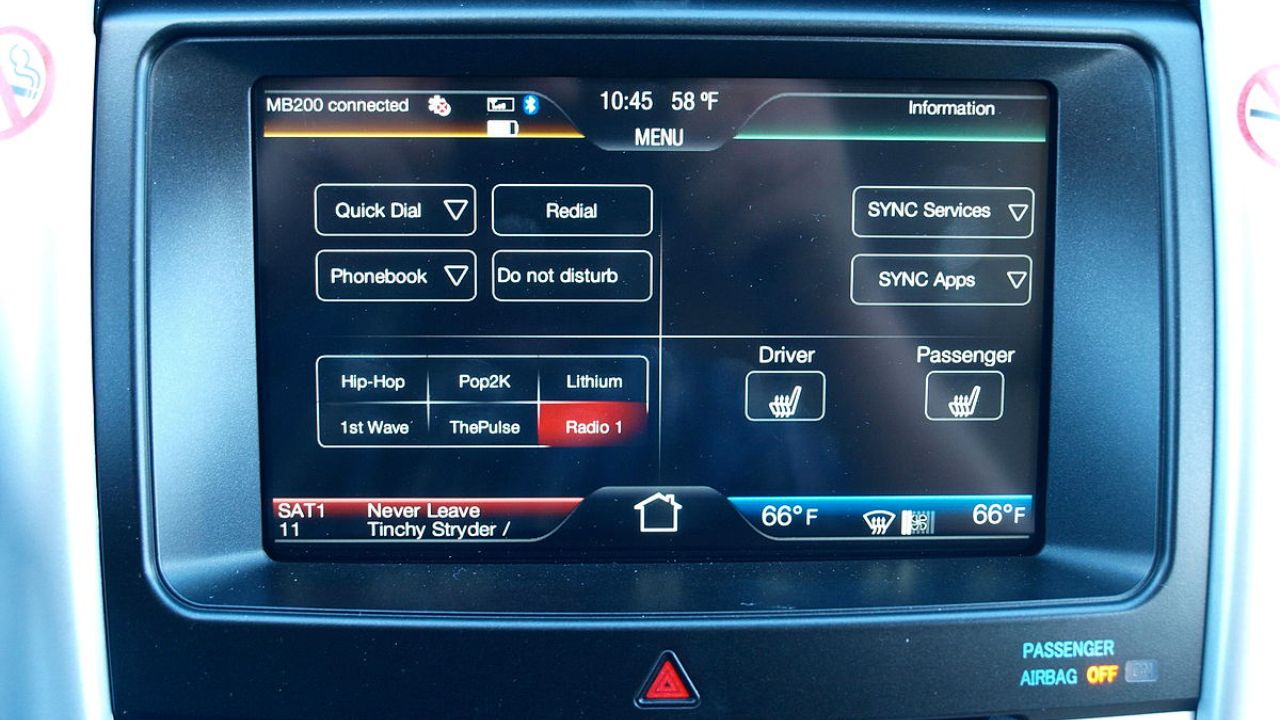 MB200 connected
10:45 58 ºF
Information
MENU
Quick Dial
Redial
SYNC Services
Phonebook
Do not disturb
SYNC Apps
Driver
Passenger
Hip-Hop
Pop2K
Lithium
1st Wave
ThePulse
Radio 1
SAT1
Never Leave
11
Tinchy Stryder /
66°F
66°F
PASSENGER
AIRBAG OFF